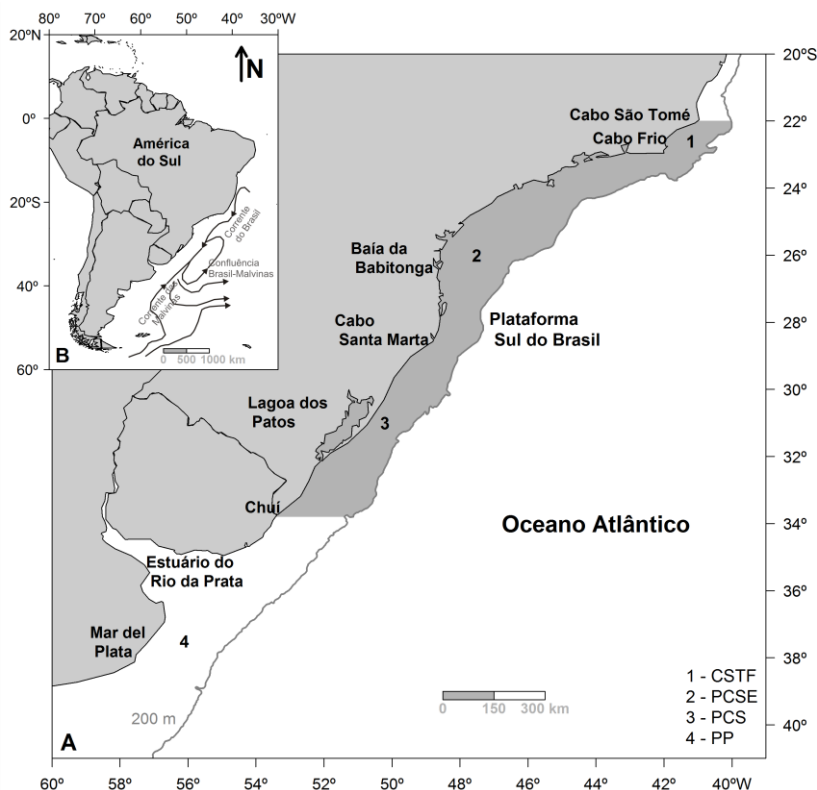 80º 70º 60º 50º 40º 30ºW
20ºN
0º
20ºS
40º
60º
N
América
do Sul
Corrente
do Brasil
Confluência
Brasil-Malvinas
Corrente das
Malvinas
B
0 500 1000 km
20ºS
22º
24º
26º
28º
30º
32º
34º
36º
38º
40º
Cabo São Tomé
Cabo Frio
1
Baía da
Babitonga
2
Cabo
Santa Marta
Plataforma
Sul do Brasil
Lagoa dos
Patos
3
Chuí
Oceano Atlântico
Estuário do
Rio da Prata
Mar del
Plata
4
200 m
0 150 300 km
1 - CSTF
2 - PCSE
3 - PCS
4 - PP
A
60º 58º 56º 54º 52º 50º 48º 46º 44º 42º 40ºW